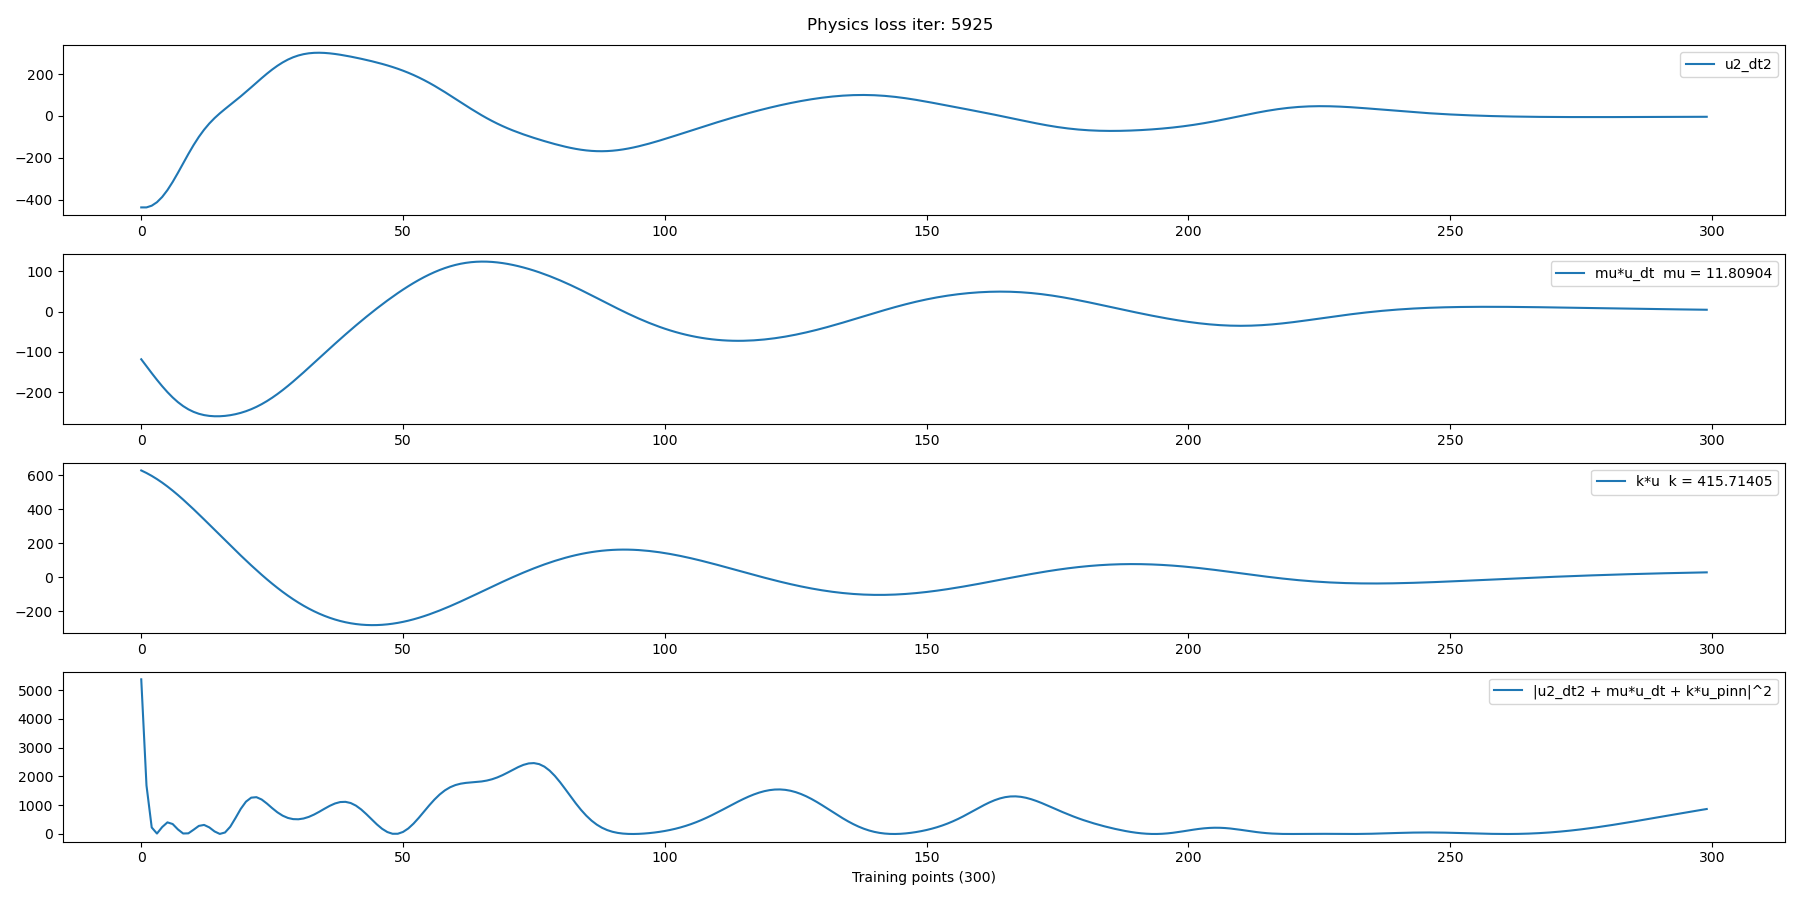 Physics loss iter: 5925
u2_dt2
200
0
−200
−400
0 50 100 150 200 250 300
mu*u_dt  mu = 11.80904
100
0
−100
−200
0 50 100 150 200 250 300
k*u  k = 415.71405
600
400
200
0
−200
0 50 100 150 200 250 300
|u2_dt2 + mu*u_dt + k*u_pinn|^2
5000
4000
3000
2000
1000
0
0 50 100 150 200 250 300
Training points (300)